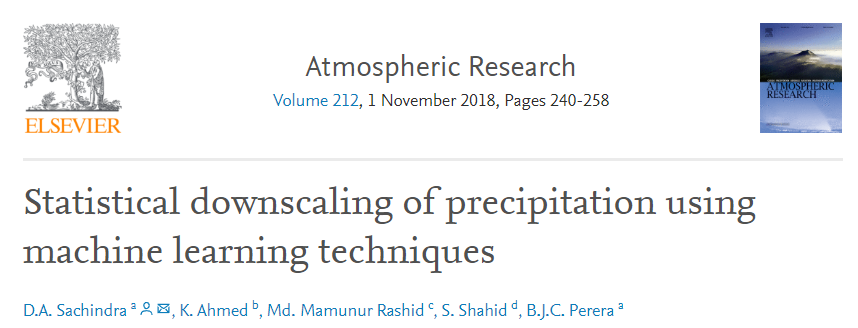 ELSEVIER
Atmospheric Research
Volume 212, 1 November 2018, Pages 240-258
ATMOSPHERIC
RESEARCH
Statistical downscaling of precipitation using
machine learning techniques
D.A. Sachindra a, K. Ahmed b, Md. Mamunur Rashid c, S. Shahid d, B.J.C. Perera a